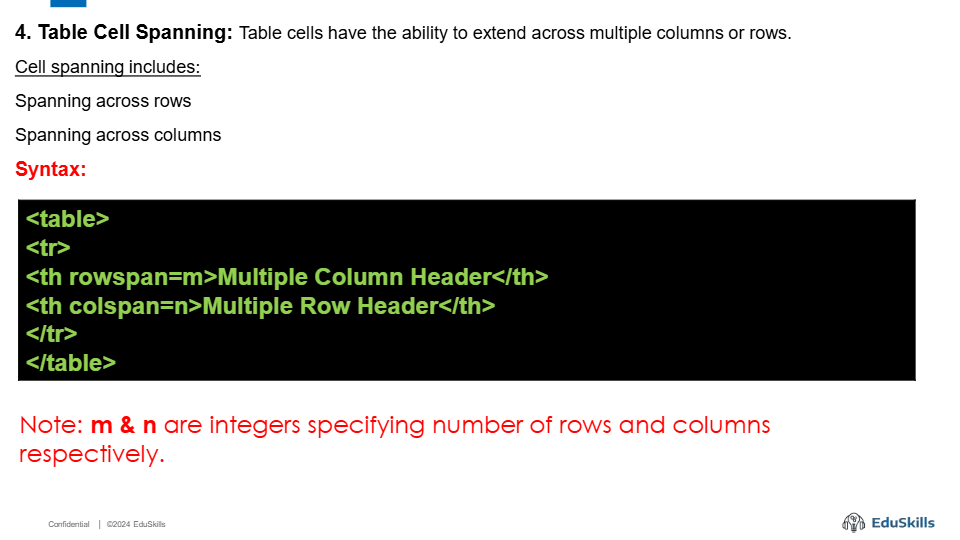 4. Table Cell Spanning: Table cells have the ability to extend across multiple columns or rows.
Cell spanning includes:
Spanning across rows
Spanning across columns
Syntax:
<table>
<tr>
<th rowspan=m>Multiple Column Header</th>
<th colspan=n>Multiple Row Header</th>
</tr>
</table>
Note: m & n are integers specifying number of rows and columns
respectively.
Confidential | ©2024 EduSkills
EduSkills